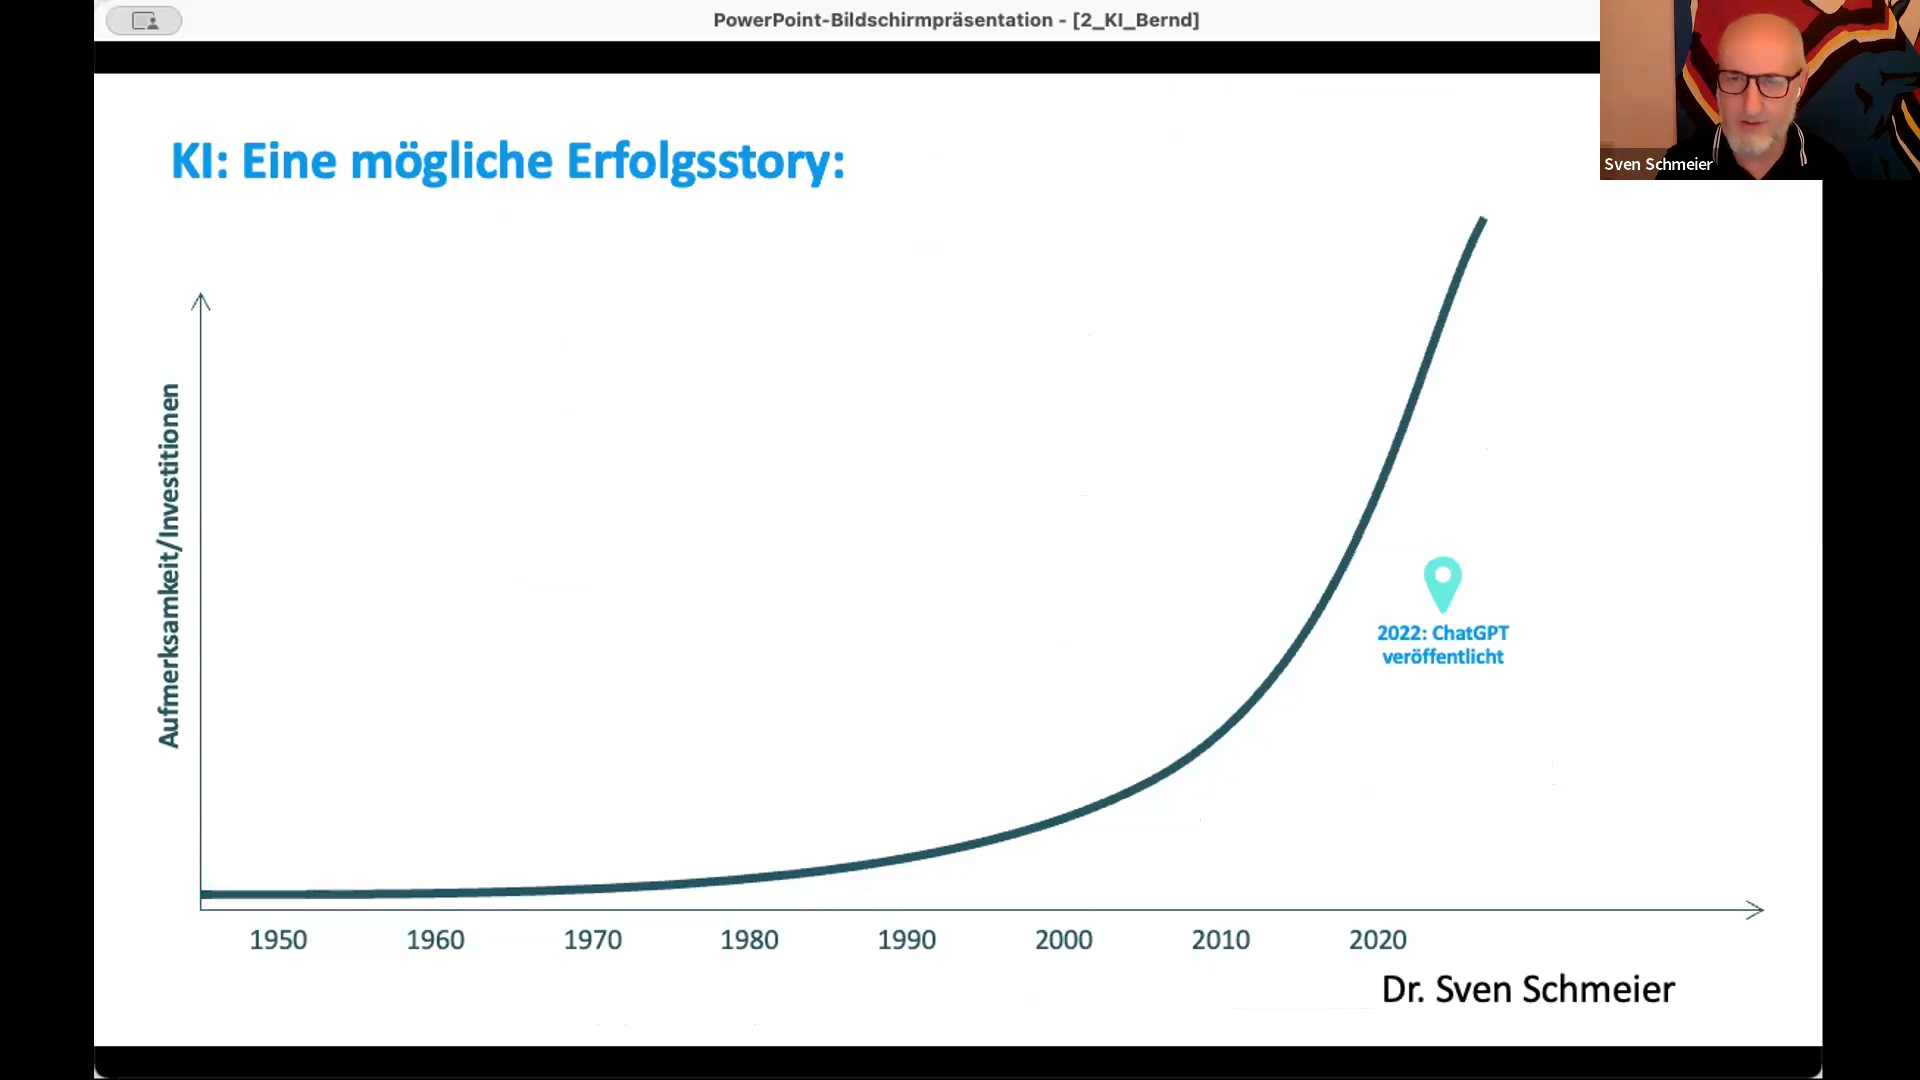 PowerPoint-Bildschirmpräsentation - [2_KI_Bernd]
Sven Schmeier
KI: Eine mögliche Erfolgsstory:
Aufmerksamkeit/Investitionen
2022: ChatGPT
veröffentlicht
1950 1960 1970 1980 1990 2000 2010 2020
Dr. Sven Schmeier